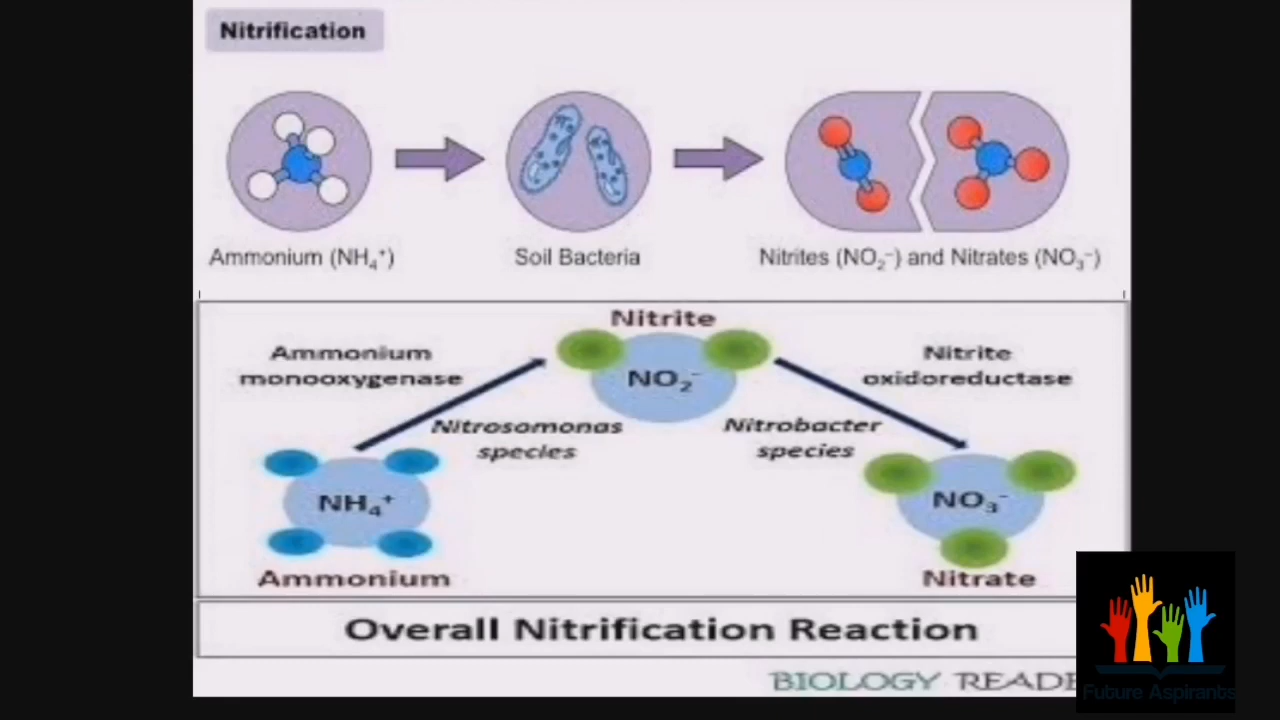 Nitrification
Ammonium (NH₄⁺)
Soil Bacteria
Nitrites (NO₂⁻) and Nitrates (NO₃⁻)
Nitrite
Ammonium
monooxygenase
Nitrite
oxidoreductase
NO₂⁻
Nitrosomonas
species
Nitrobacter
species
NH₄⁺
NO₃⁻
Ammonium
Nitrate
Overall Nitrification Reaction
BIOLOGY READE
Future Aspirants